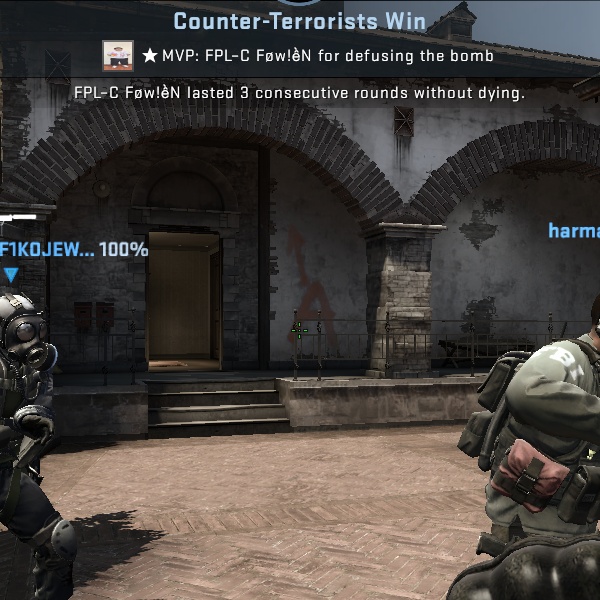 Counter-Terrorists Win
★ MVP: FPL-C Føw!èN for defusing the bomb
FPL-C Føw!èN lasted 3 consecutive rounds without dying.
F1KOJEW... 100%
harma